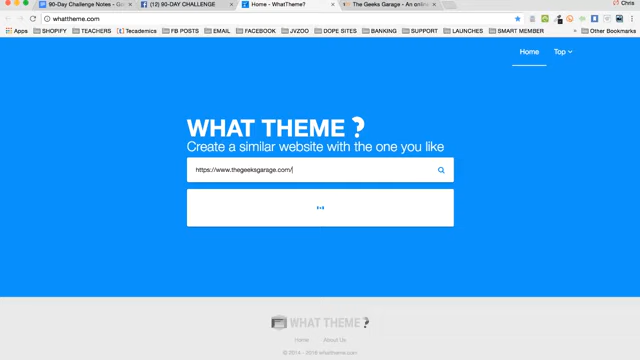 90-Day Challenge Notes - Go
(12) 90-DAY CHALLENGE
Home - WhatTheme?
The Geeks Garage - An onlin
Chris
whattheme.com
Apps SHOPIFY TEACHERS Tecademics FB POSTS EMAIL FACEBOOK JVZOO DOPE SITES BANKING SUPPORT LAUNCHES SMART MEMBER » Other Bookmarks
Home Top
WHAT THEME ?
Create a similar website with the one you like
https://www.thegeeksgarage.com/
WHAT THEME ?
Home About Us
© 2014 - 2016 whattheme.com